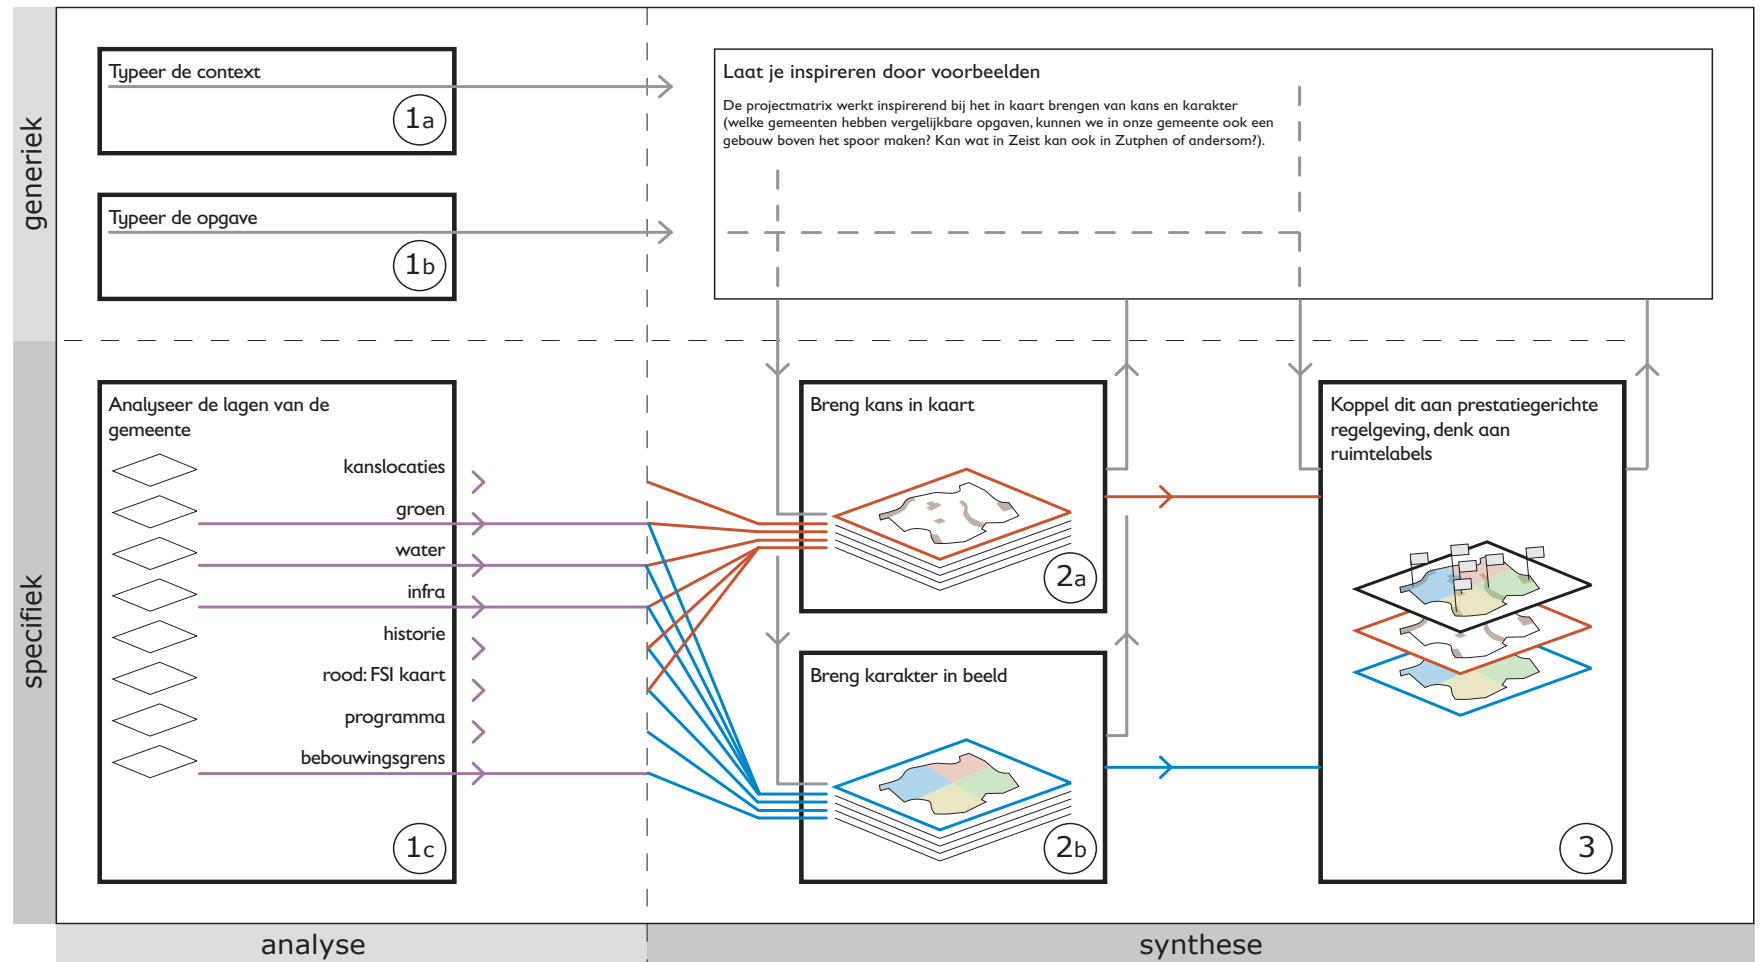 generiek
Typeer de context
1a
Typeer de opgave
1b
Laat je inspireren door voorbeelden
De projectmatrix werkt inspirerend bij het in kaart brengen van kans en karakter
(welke gemeenten hebben vergelijkbare opgaven, kunnen we in onze gemeente ook een
gebouw boven het spoor maken? Kan wat in Zeist kan ook in Zutphen of andersom?).
specifiek
Analyseer de lagen van de
gemeente
kanslocaties
groen
water
infra
historie
rood: FSI kaart
programma
bebouwingsgrens
1c
Breng kans in kaart
2a
Breng karakter in beeld
2b
Koppel dit aan prestatiegerichte
regelgeving, denk aan
ruimtelabels
3
analyse
synthese